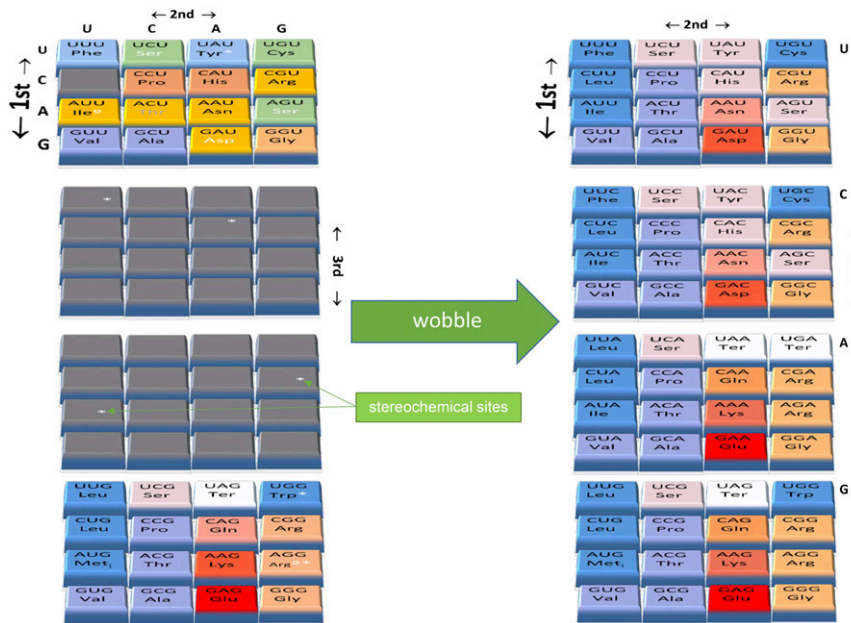 ← 2nd →
U C A G
← 1st →
U
UUU UCU UAU UGU
Phe Ser Tyr* Cys
C
CCU CAU CGU
Pro His Arg
A
AUU ACU AAU AGU
Ile Thr Asn Ser
G
GUU GCU GAU GGU
Val Ala Asp Gly
*
*
← 3rd →
*
*
UUG UCG UAG UGG
Leu Ser Ter Trp*
CUG CCG CAG CGG
Leu Pro Gln Arg
AUG ACG AAG AGG
Meti Thr Lys Arg
GUG GCG GAG GGG
Val Ala Glu Gly
wobble
stereochemical sites
← 2nd →
← 1st →
U
UUU UCU UAU UGU
Phe Ser Tyr Cys
CUU CCU CAU CGU
Leu Pro His Arg
AUU ACU AAU AGU
Ile Thr Asn Ser
GUU GCU GAU GGU
Val Ala Asp Gly
C
UUC UCC UAC UGC
Phe Ser Tyr Cys
CUC CCC CAC CGC
Leu Pro His Arg
AUC ACC AAC AGC
Ile Thr Asn Ser
GUC GCC GAC GGC
Val Ala Asp Gly
A
UUA UCA UAA UGA
Leu Ser Ter Ter
CUA CCA CAA CGA
Leu Pro Gln Arg
AUA ACA AAA AGA
Ile Thr Lys Arg
GUA GCA GAA GGA
Val Ala Glu Gly
G
UUG UCG UAG UGG
Leu Ser Ter Trp
CUG CCG CAG CGG
Leu Pro Gln Arg
AUG ACG AAG AGG
Meti Thr Lys Arg
GUG GCG GAG GGG
Val Ala Glu Gly